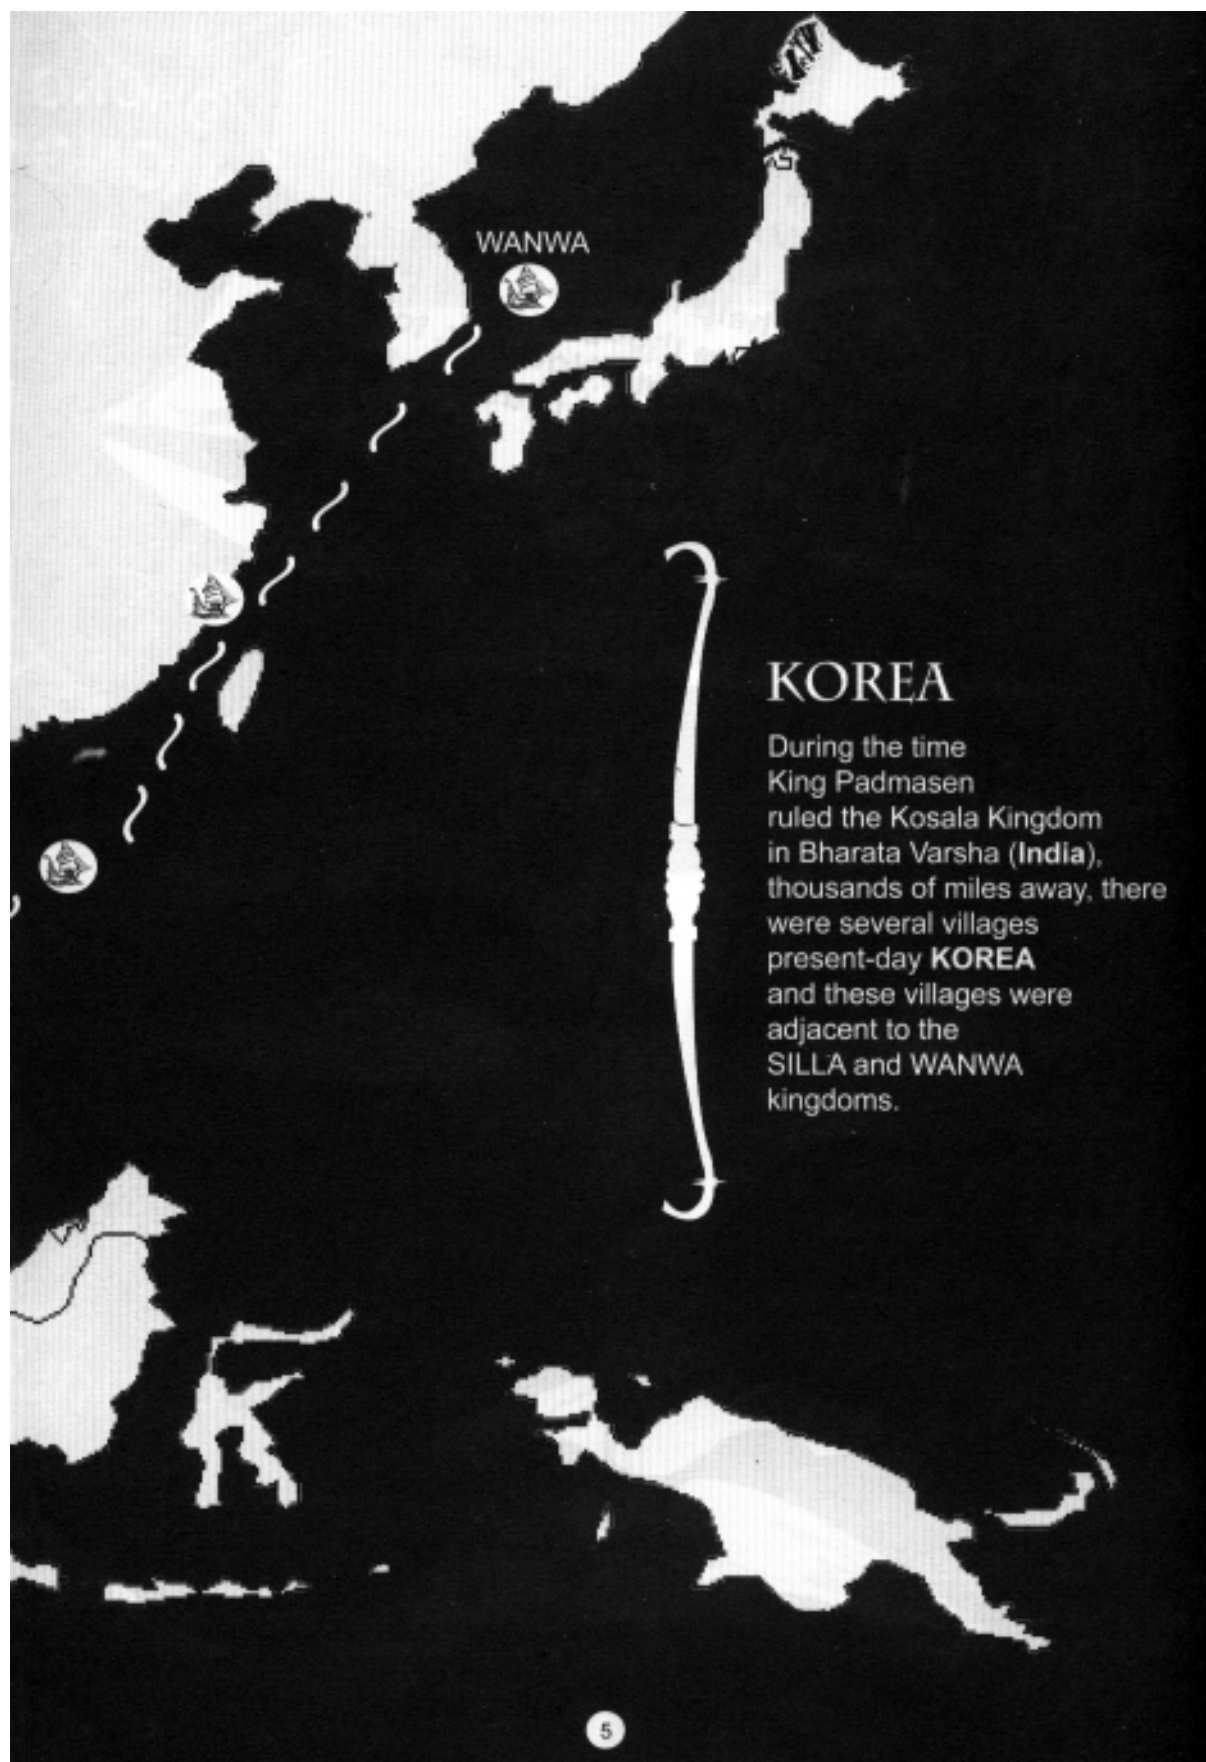 WANWA
KOREA
During the time
King Padmasen
ruled the Kosala Kingdom
in Bharata Varsha (India),
thousands of miles away, there
were several villages
present-day KOREA
and these villages were
adjacent to the
SILLA and WANWA
kingdoms.
5